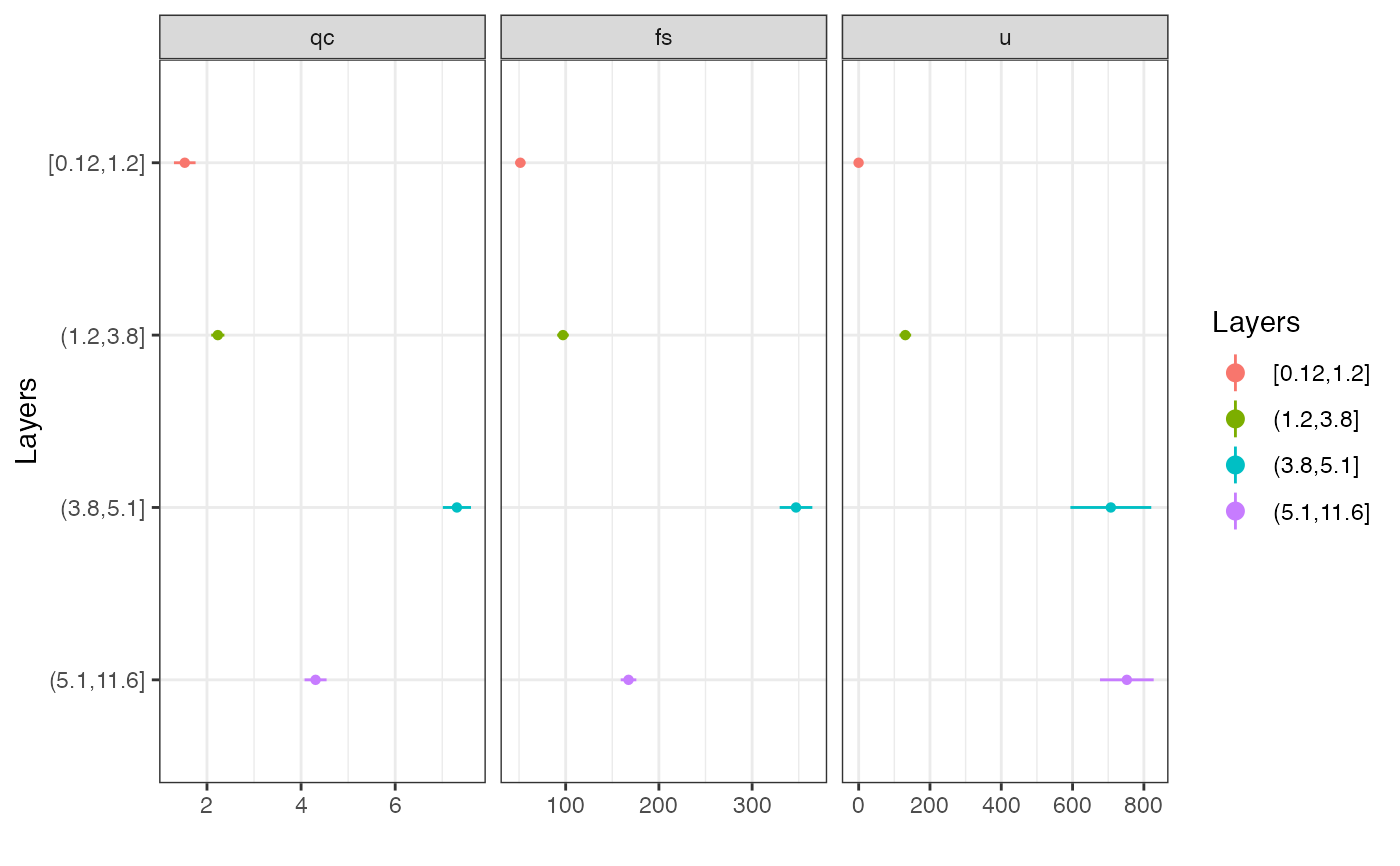 qc
fs
u
Layers
[0.12,1.2]
(1.2,3.8]
(3.8,5.1]
(5.1,11.6]
2 4 6
100 200 300
0 200 400 600 800
Layers
[0.12,1.2]
(1.2,3.8]
(3.8,5.1]
(5.1,11.6]